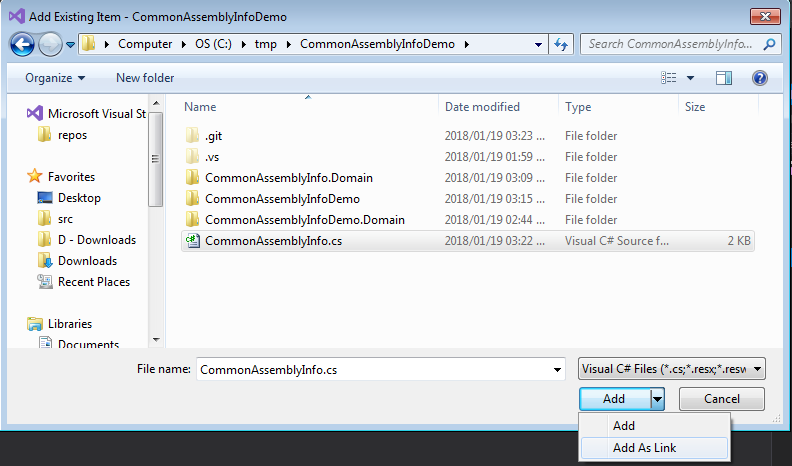 Add Existing Item - CommonAssemblyInfoDemo
Computer OS (C:) tmp CommonAssemblyInfoDemo Search CommonAssemblyInfo...
Organize New folder
Microsoft Visual St
repos
Favorites
Desktop
src
D - Downloads
Downloads
Recent Places
Libraries
Documents
Name Date modified Type Size
.git 2018/01/19 03:23 ... File folder
.vs 2018/01/19 01:59 ... File folder
CommonAssemblyInfo.Domain 2018/01/19 03:09 ... File folder
CommonAssemblyInfoDemo 2018/01/19 03:15 ... File folder
CommonAssemblyInfoDemo.Domain 2018/01/19 02:44 ... File folder
CommonAssemblyInfo.cs 2018/01/19 03:22 ... Visual C# Source f... 2 KB
File name: CommonAssemblyInfo.cs Visual C# Files (*.cs;*.resx;*.resw
Add Cancel
Add
Add As Link